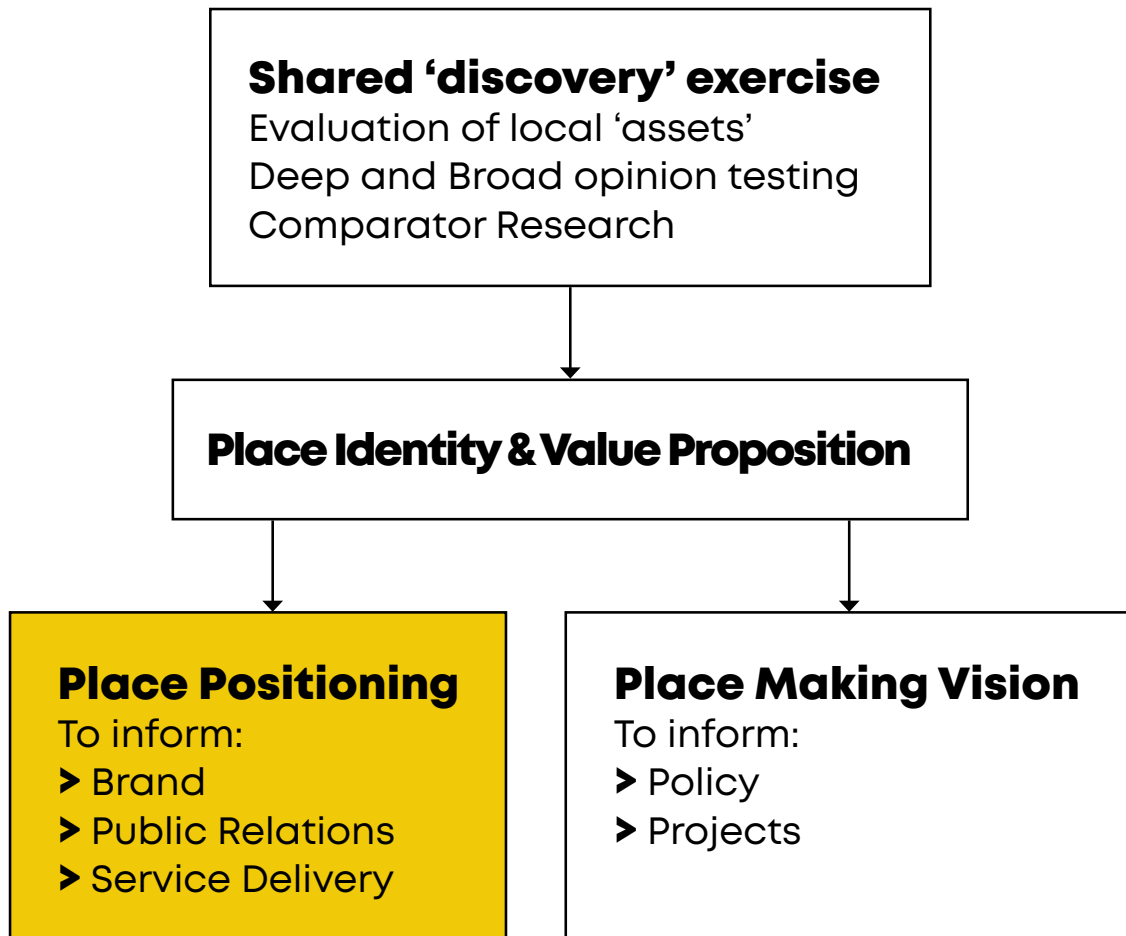 Shared ‘discovery’ exercise
Evaluation of local ‘assets’
Deep and Broad opinion testing
Comparator Research
Place Identity & Value Proposition
Place Positioning
To inform:
> Brand
> Public Relations
> Service Delivery
Place Making Vision
To inform:
> Policy
> Projects